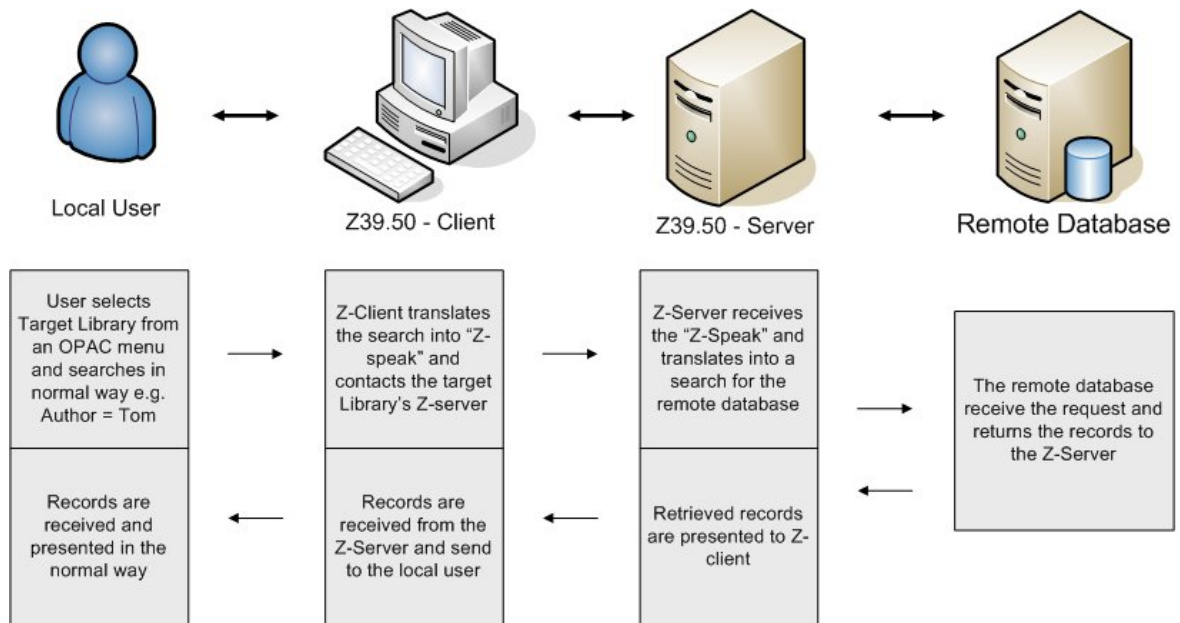 Local User
Z39.50 - Client
Z39.50 - Server
Remote Database
User selects
Target Library from
an OPAC menu
and searches in
normal way e.g.
Author = Tom
Z-Client translates
the search into “Z-
speak” and
contacts the target
Library’s Z-server
Z-Server receives
the “Z-Speak” and
translates into a
search for the
remote database
The remote database
receive the request and
returns the records to
the Z-Server
Records are
received and
presented in the
normal way
Records are
received from the
Z-Server and send
to the local user
Retrieved records
are presented to Z-
client